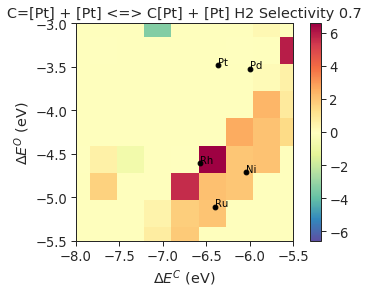 C=[Pt] + [Pt] <=> C[Pt] + [Pt] H2 Selectivity 0.7
−3.0
−3.5
−4.0
−4.5
−5.0
−5.5
ΔE^O (eV)
Pt
Pd
Rh
Ni
Ru
−8.0
−7.5
−7.0
−6.5
−6.0
−5.5
ΔE^C (eV)
6
4
2
0
−2
−4
−6